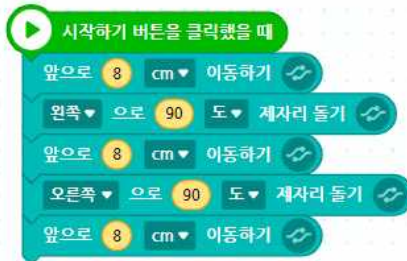 시작하기 버튼을 클릭했을 때
앞으로 8 cm 이동하기
왼쪽 으로 90 도 제자리 돌기
앞으로 8 cm 이동하기
오른쪽 으로 90 도 제자리 돌기
앞으로 8 cm 이동하기